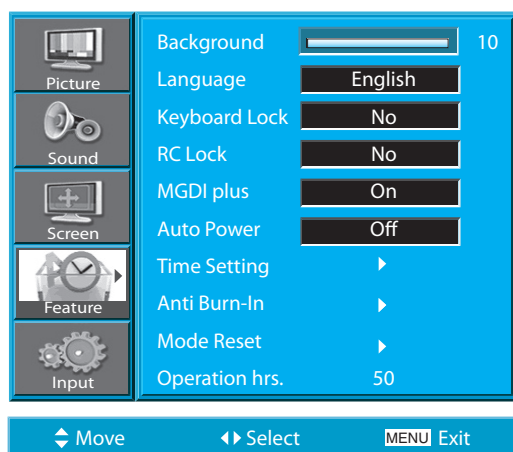 Picture
Sound
Screen
Feature
Input
Background 10
Language English
Keyboard Lock No
RC Lock No
MGDI plus On
Auto Power Off
Time Setting
Anti Burn-In
Mode Reset
Operation hrs. 50
Move Select MENU Exit